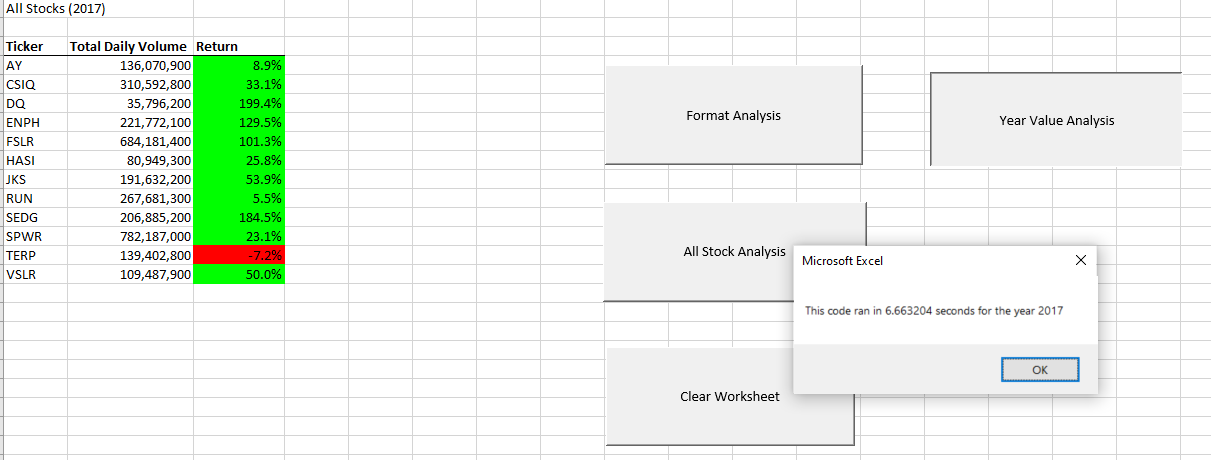 All Stocks (2017)
Ticker Total Daily Volume Return
AY 136,070,900 8.9%
CSIQ 310,592,800 33.1%
DQ 35,796,200 199.4%
ENPH 221,772,100 129.5%
FSLR 684,181,400 101.3%
HASI 80,949,300 25.8%
JKS 191,632,200 53.9%
RUN 267,681,300 5.5%
SEDG 206,885,200 184.5%
SPWR 782,187,000 23.1%
TERP 139,402,800 -7.2%
VSLR 109,487,900 50.0%
Format Analysis
Year Value Analysis
All Stock Analysis
Microsoft Excel
This code ran in 6.663204 seconds for the year 2017
OK
Clear Worksheet